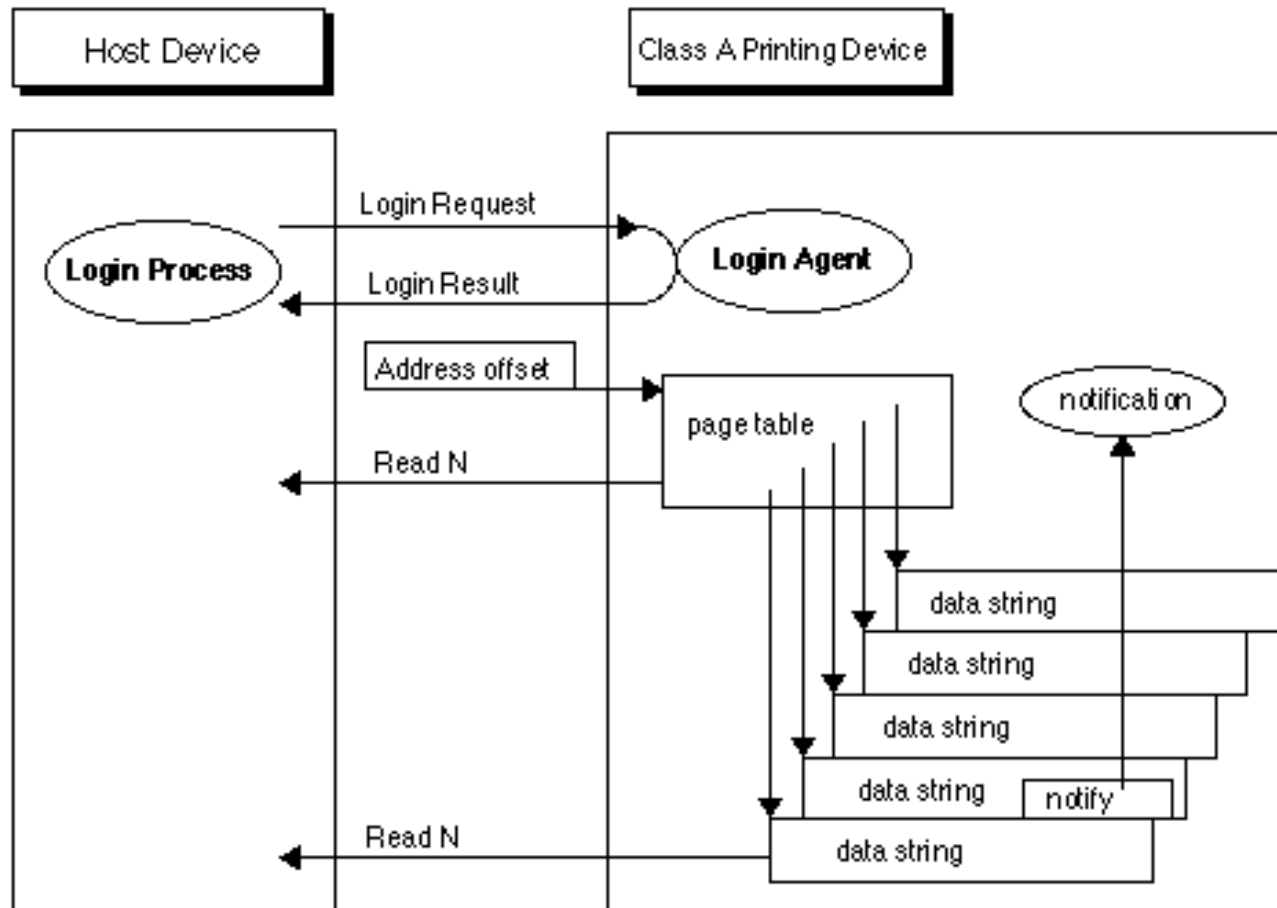 Host Device
Class A Printing Device
Login Request
Login Process
Login Agent
Login Result
Address offset
notification
page table
Read N
data string
data string
data string
data string
notify
Read N
data string